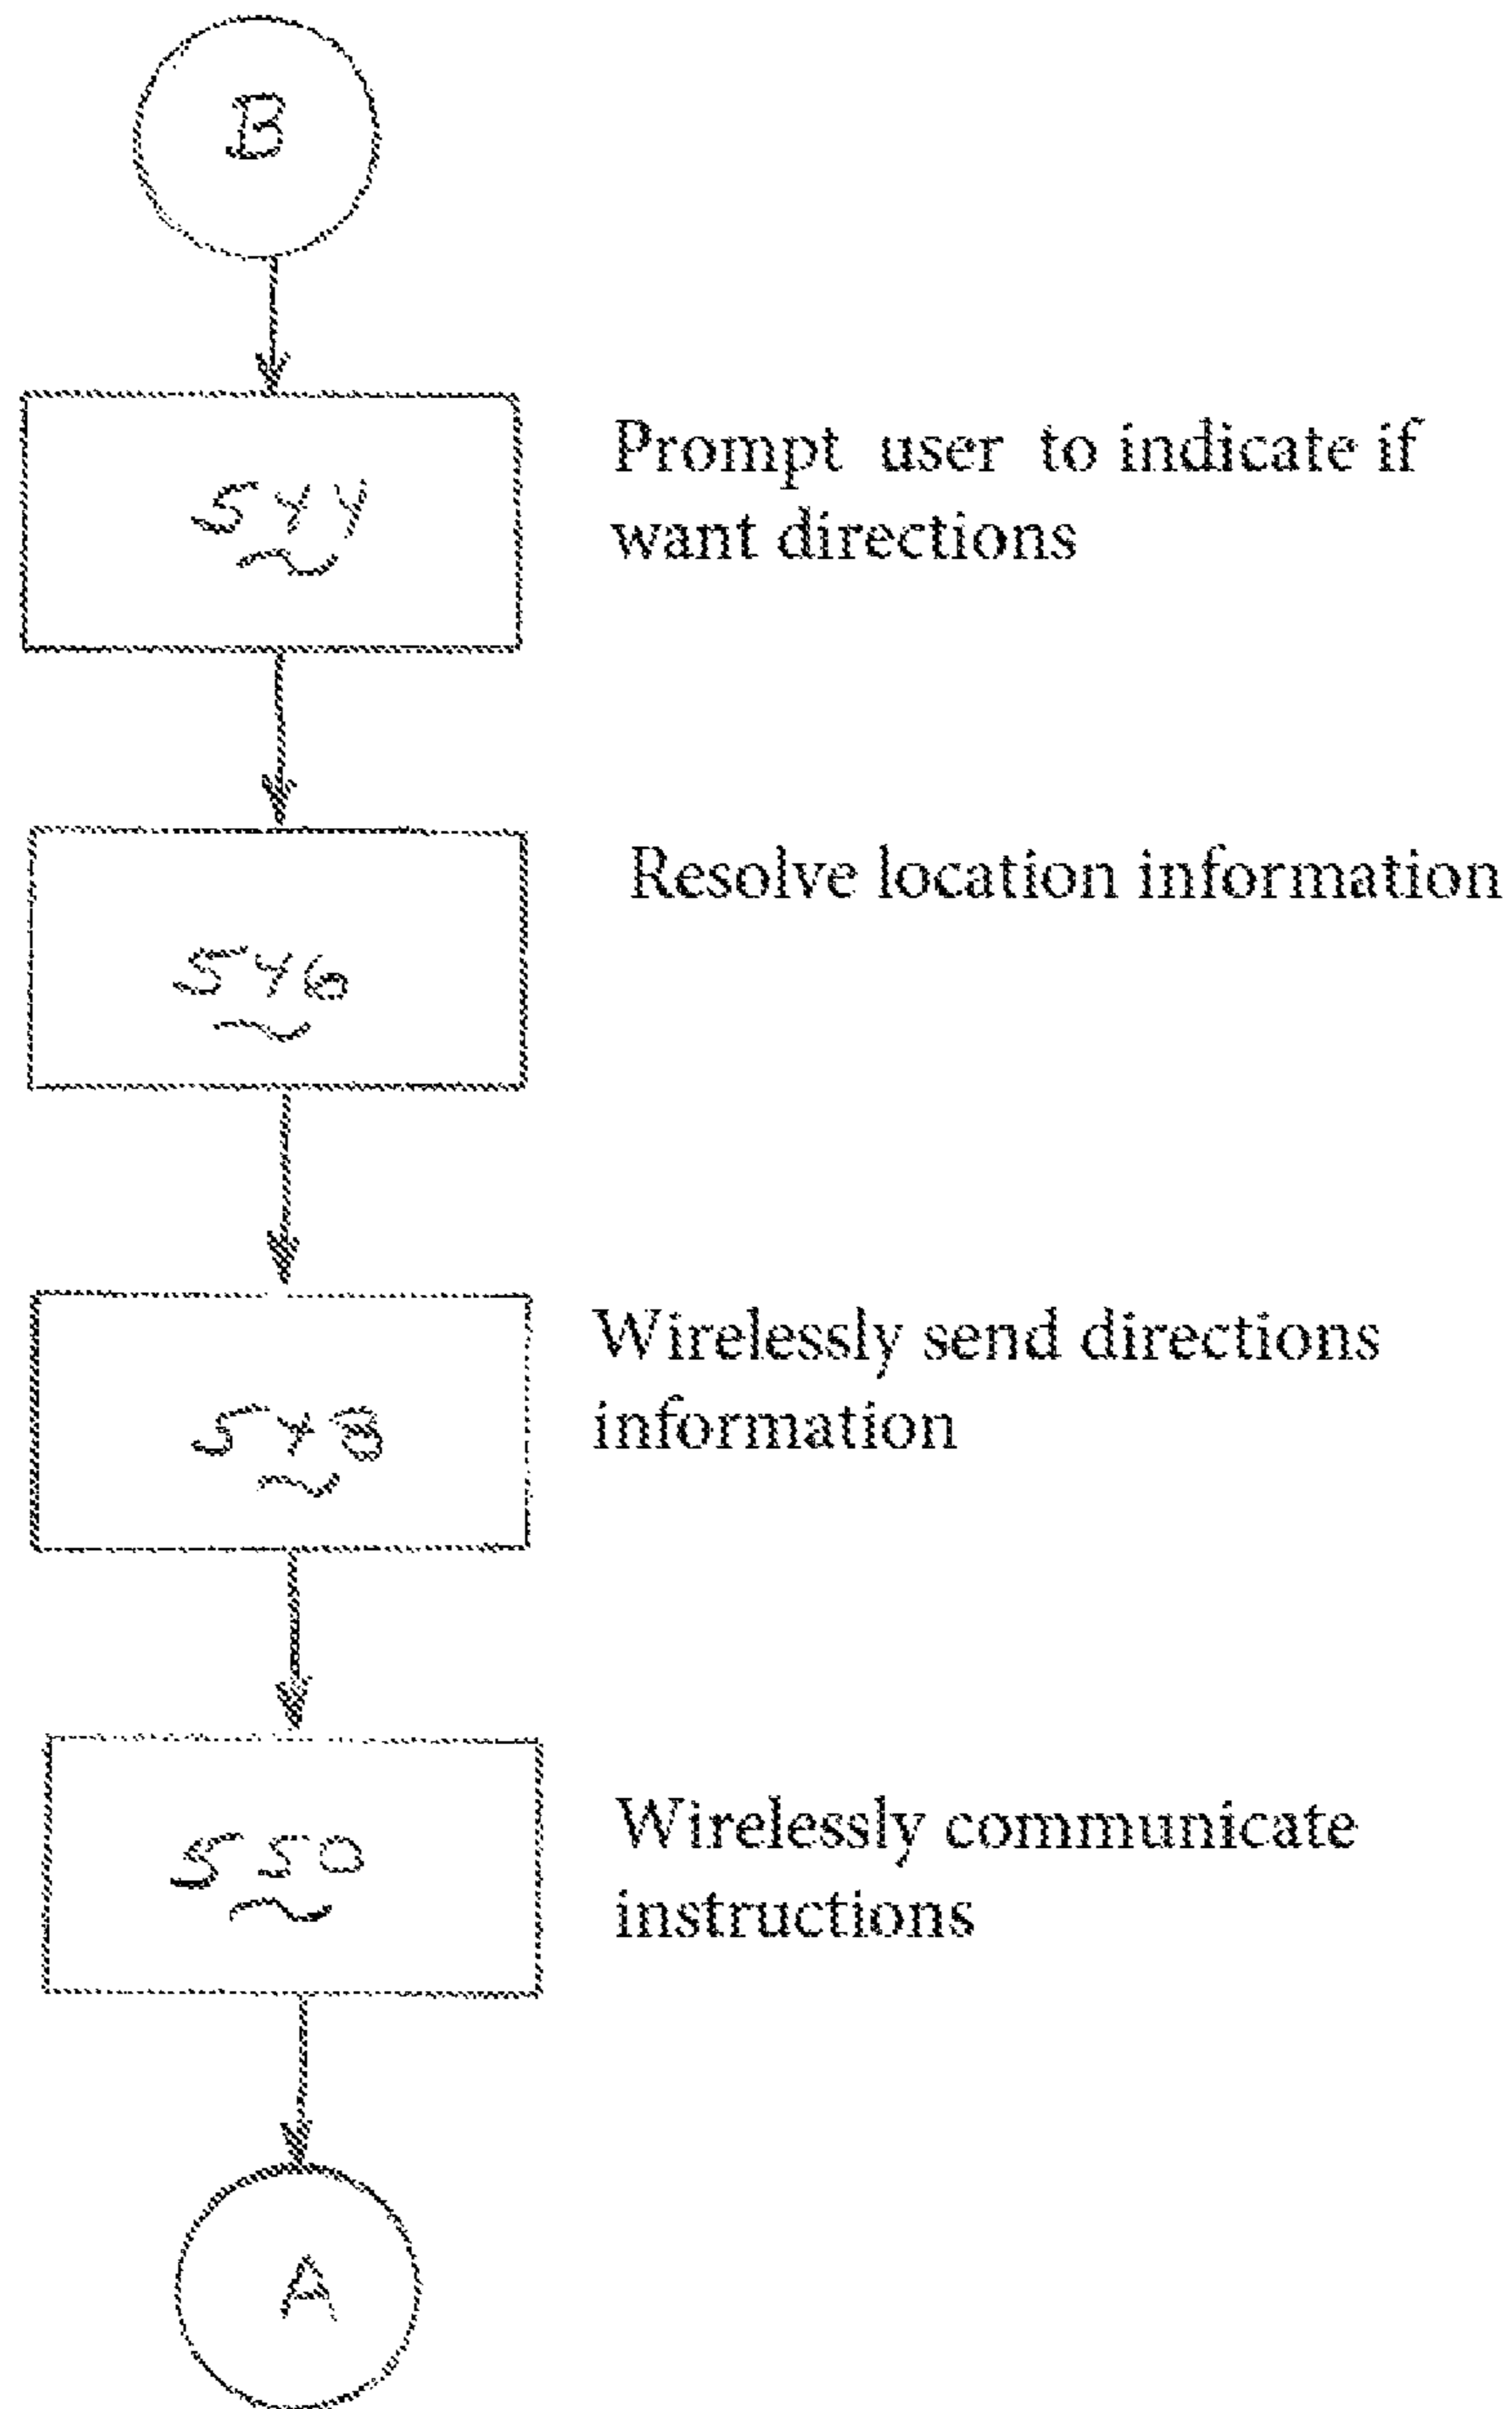 B
544
Prompt user to indicate if
want directions
546
Resolve location information
548
Wirelessly send directions
information
550
Wirelessly communicate
instructions
A